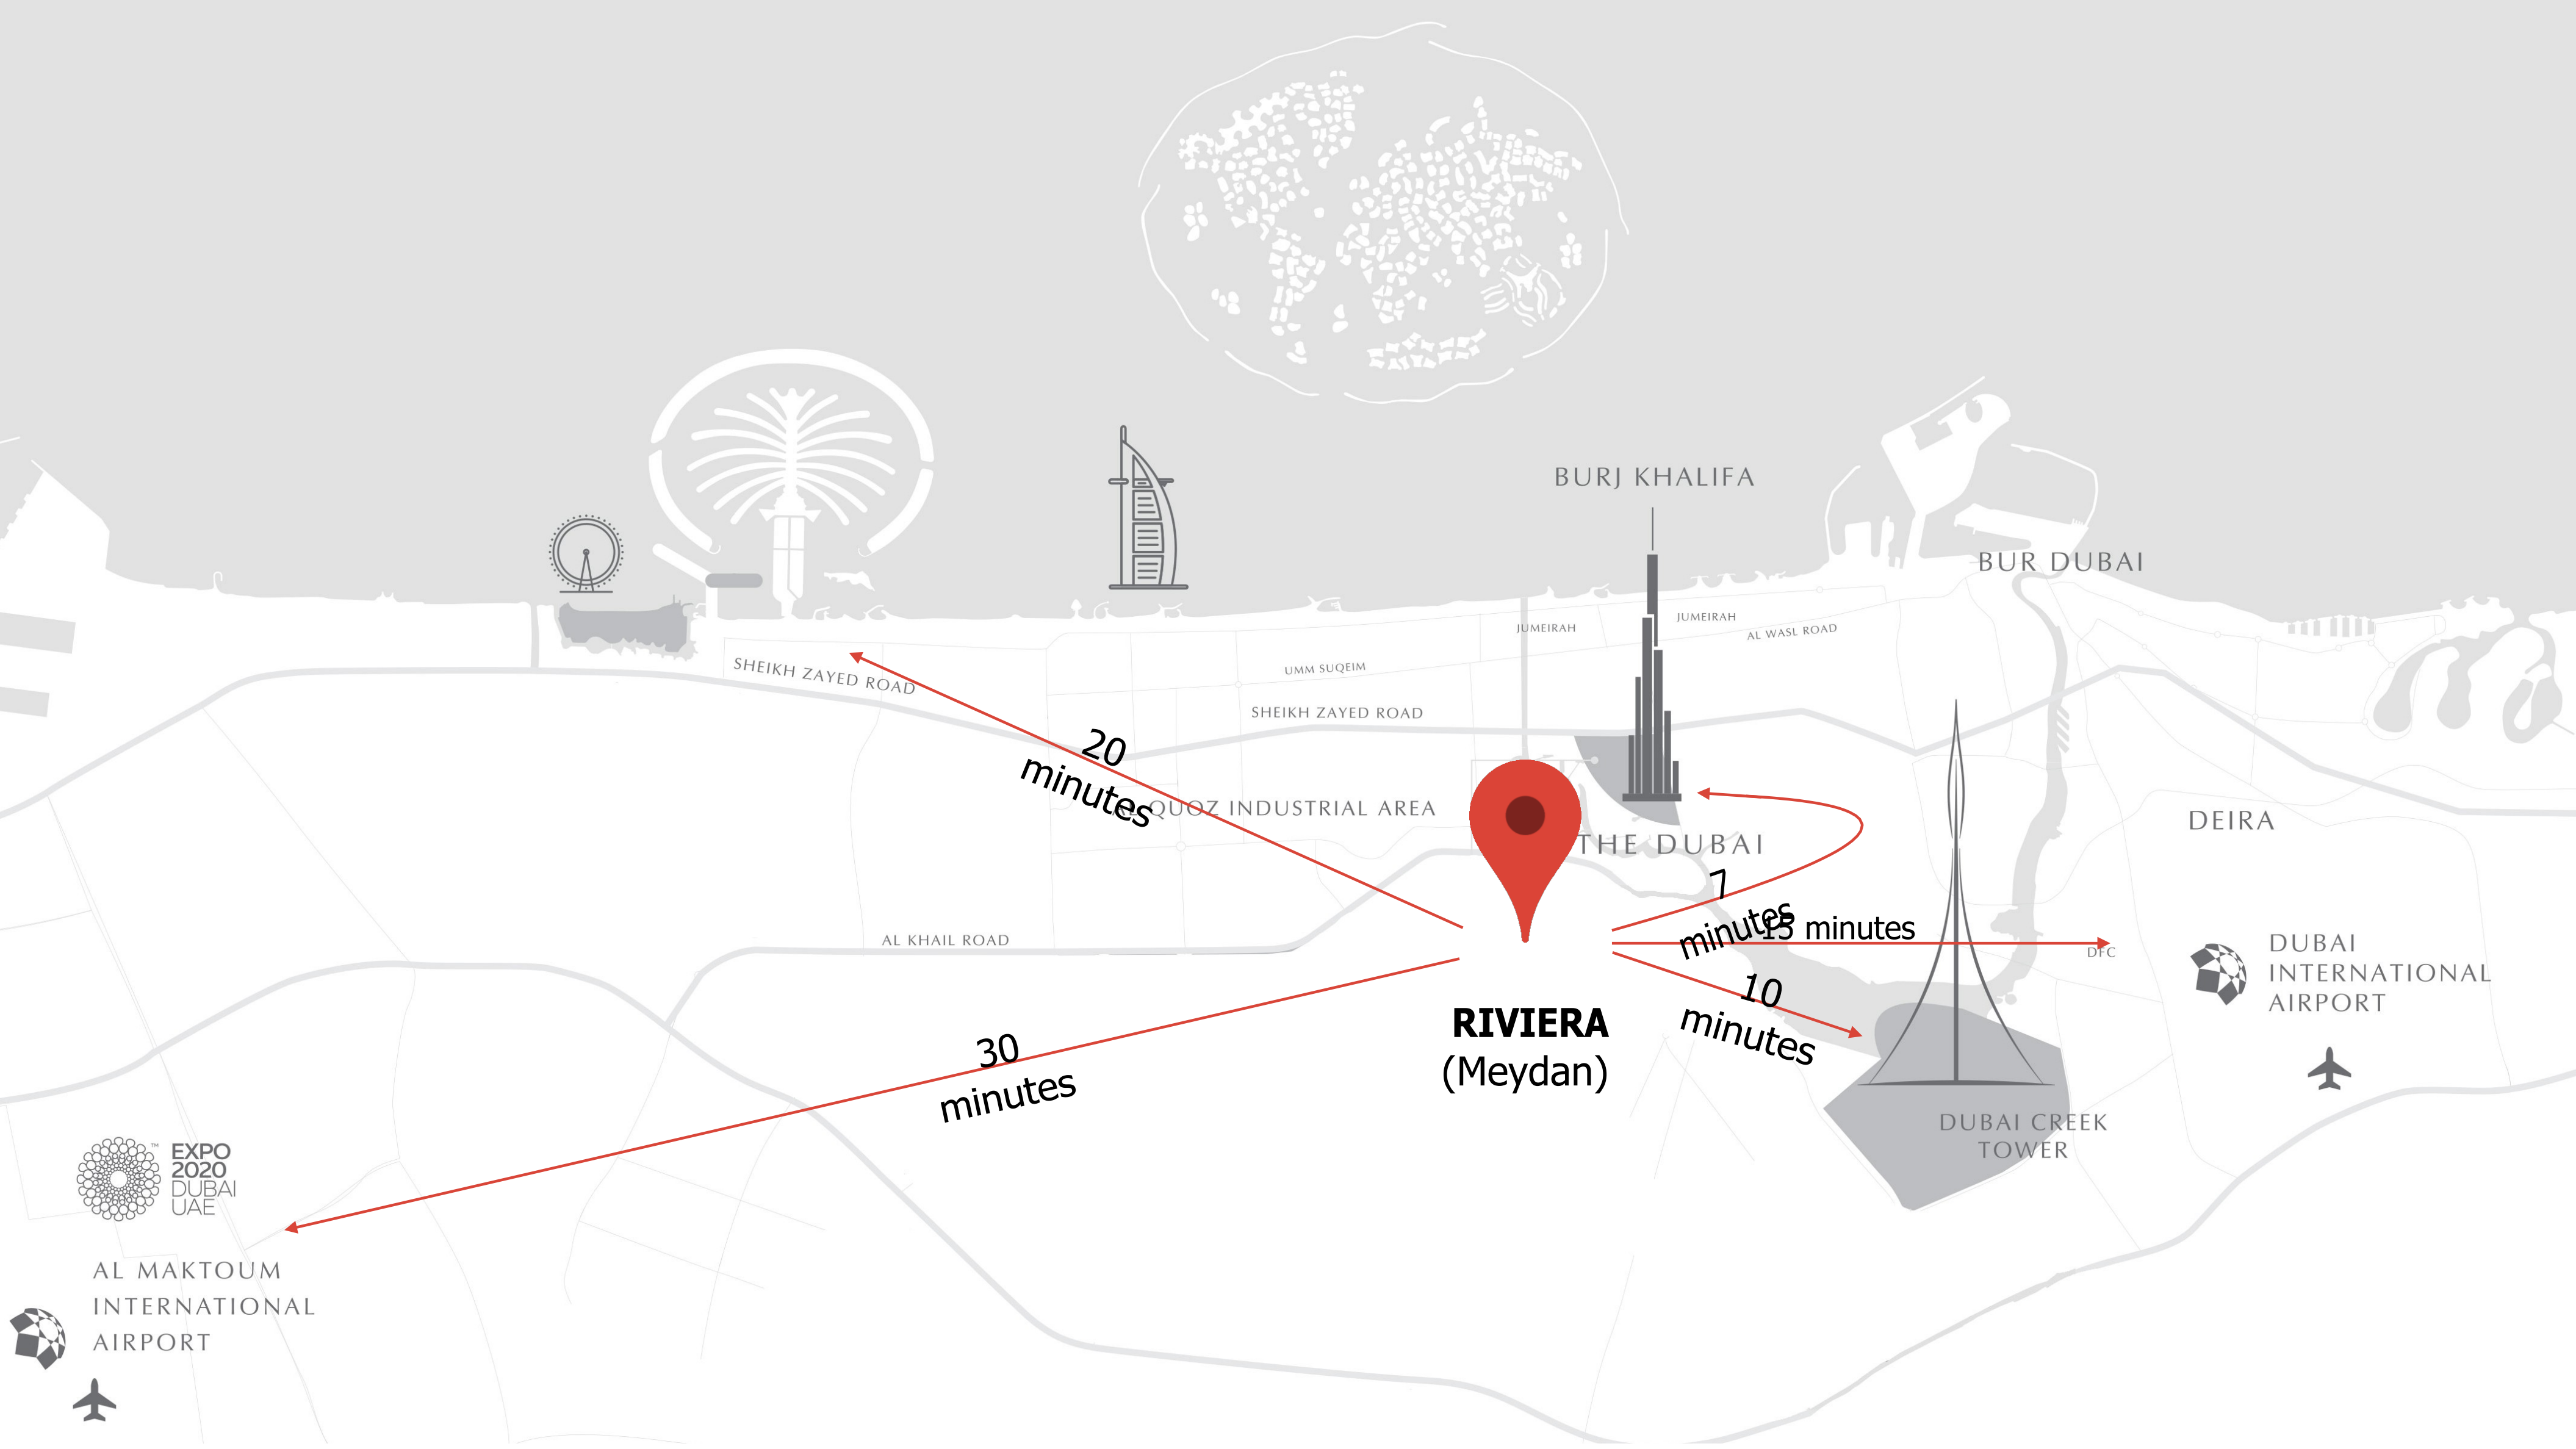 BURJ KHALIFA
BUR DUBAI
JUMEIRAH
JUMEIRAH
AL WASL ROAD
SHEIKH ZAYED ROAD
UMM SUQEIM
SHEIKH ZAYED ROAD
20
minutes
QUOZ INDUSTRIAL AREA
THE DUBAI
DEIRA
7
minutes
15 minutes
AL KHAIL ROAD
DFC
DUBAI
INTERNATIONAL
AIRPORT
10
minutes
RIVIERA
(Meydan)
30
minutes
DUBAI CREEK
TOWER
EXPO
2020
DUBAI
UAE
TM
AL MAKTOUM
INTERNATIONAL
AIRPORT